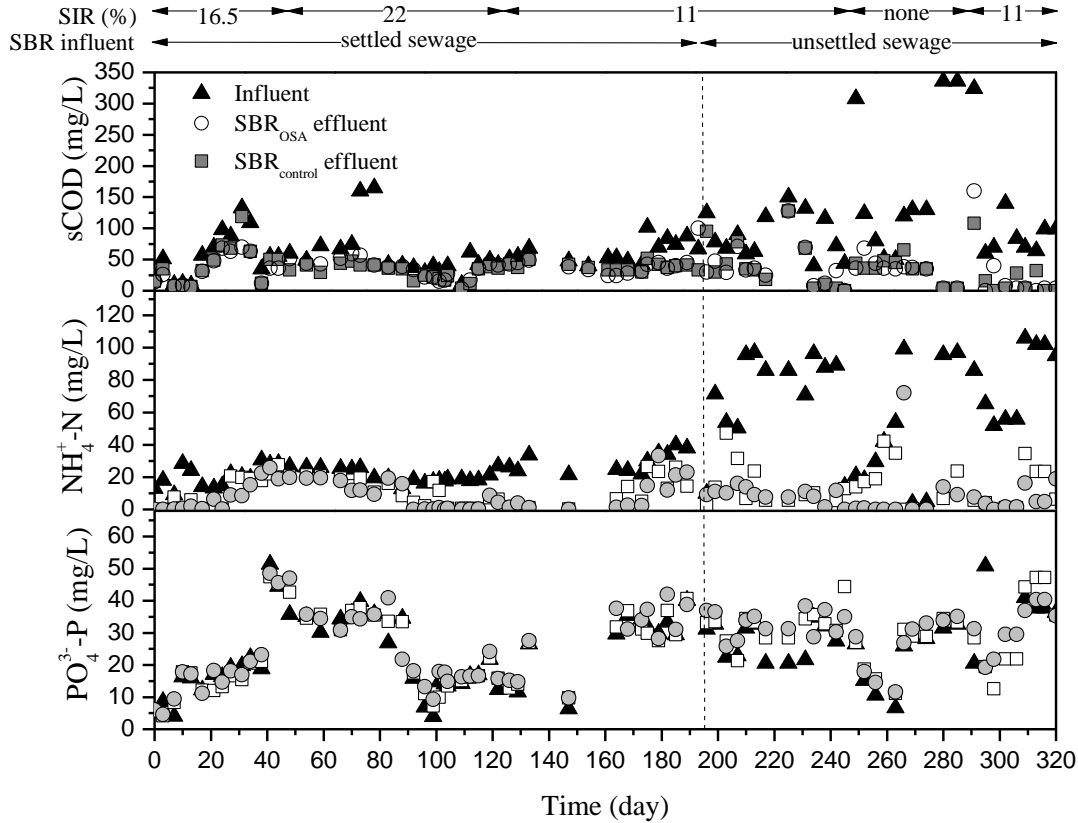 SIR (%) 16.5 22 11 none 11
SBR influent settled sewage unsettled sewage
350
300
250
200
150
100
50
0
sCOD (mg/L)
Influent
SBR_OSA effluent
SBR_control effluent
120
100
80
60
40
20
0
NH₄⁺-N (mg/L)
60
50
40
30
20
10
0
PO₄³⁻-P (mg/L)
0 20 40 60 80 100 120 140 160 180 200 220 240 260 280 300 320
Time (day)